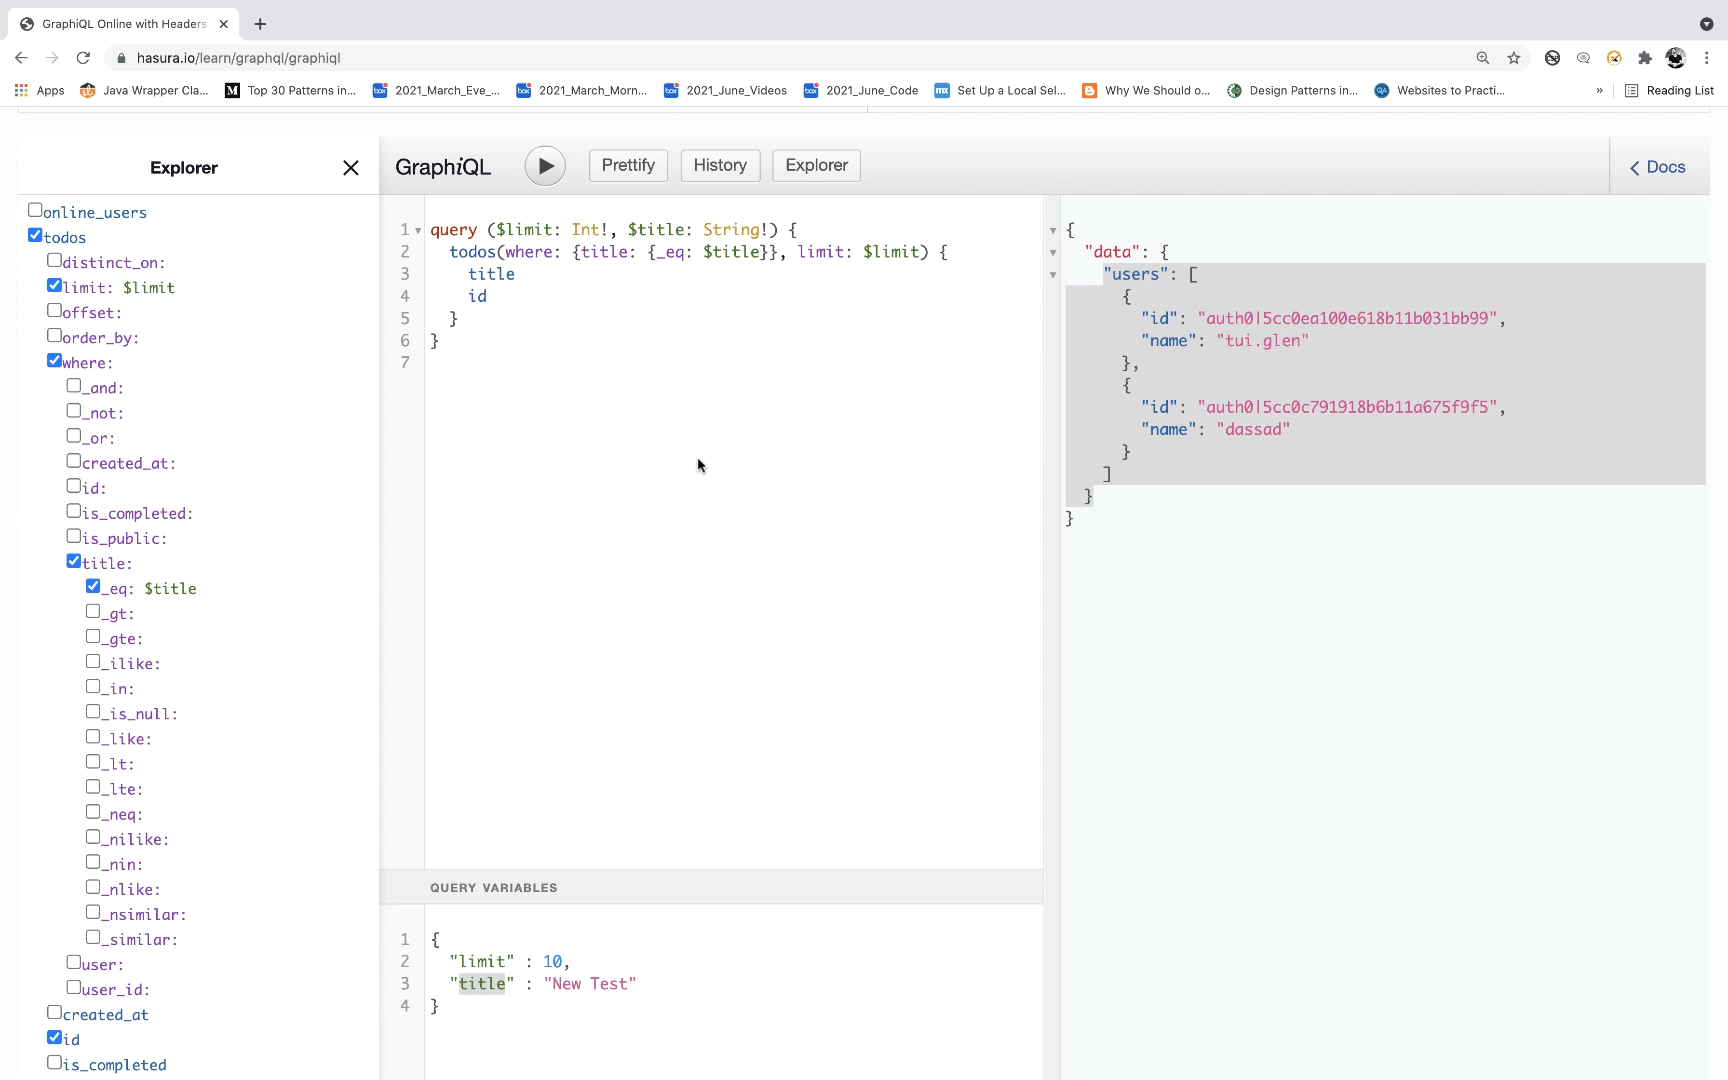 GraphiQL Online with Headers
hasura.io/learn/graphql/graphiql
Apps Java Wrapper Cla... Top 30 Patterns in... 2021_March_Eve_... 2021_March_Morn... 2021_June_Videos 2021_June_Code Set Up a Local Sel... Why We Should o... Design Patterns in... Websites to Practi... » Reading List
Explorer
GraphiQL Prettify History Explorer Docs
online_users
todos
distinct_on:
limit: $limit
offset:
order_by:
where:
_and:
_not:
_or:
created_at:
id:
is_completed:
is_public:
title:
_eq: $title
_gt:
_gte:
_ilike:
_in:
_is_null:
_like:
_lt:
_lte:
_neq:
_nilike:
_nin:
_nlike:
_nsimilar:
_similar:
user:
user_id:
created_at
id
is_completed
1 query ($limit: Int!, $title: String!) {
2 todos(where: {title: {_eq: $title}}, limit: $limit) {
3 title
4 id
5 }
6 }
7
QUERY VARIABLES
1 {
2 "limit" : 10,
3 "title" : "New Test"
4 }
{
"data": {
"users": [
{
"id": "auth0|5cc0ea100e618b11b031bb99",
"name": "tui.glen"
},
{
"id": "auth0|5cc0c791918b6b11a675f9f5",
"name": "dassad"
}
]
}
}